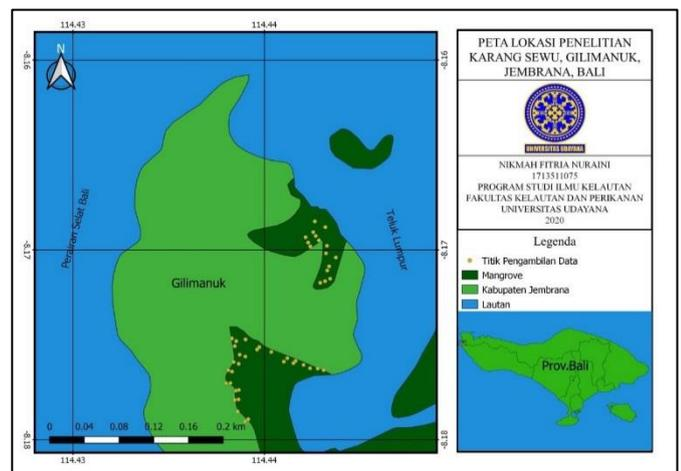 114.43
114.44
-8.16
-8.16
N
Perairan Selat Bali
Teluk Lumpur
-8.17
-8.17
Gilimanuk
0 0.04 0.08 0.12 0.16 0.2 km
-8.18
-8.18
114.43
114.44
PETA LOKASI PENELITIAN
KARANG SEWU, GILIMANUK,
JEMBRANA, BALI
UNIVERSITAS UDAYANA
NIKMAH FITRIA NURAINI
1713511075
PROGRAM STUDI ILMU KELAUTAN
FAKULTAS KELAUTAN DAN PERIKANAN
UNIVERSITAS UDAYANA
2020
Legenda
Titik Pengambilan Data
Mangrove
Kabupaten Jembrana
Lautan
Prov.Bali